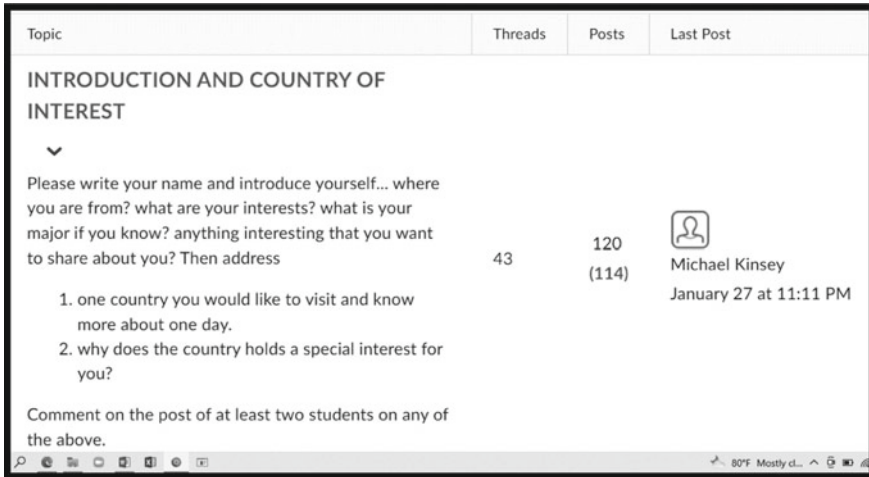 Topic
Threads
Posts
Last Post
INTRODUCTION AND COUNTRY OF
INTEREST
Please write your name and introduce yourself... where
you are from? what are your interests? what is your
major if you know? anything interesting that you want
to share about you? Then address
1. one country you would like to visit and know
more about one day.
2. why does the country holds a special interest for
you?
Comment on the post of at least two students on any of
the above.
43
120
(114)
Michael Kinsey
January 27 at 11:11 PM
80°F Mostly cl...